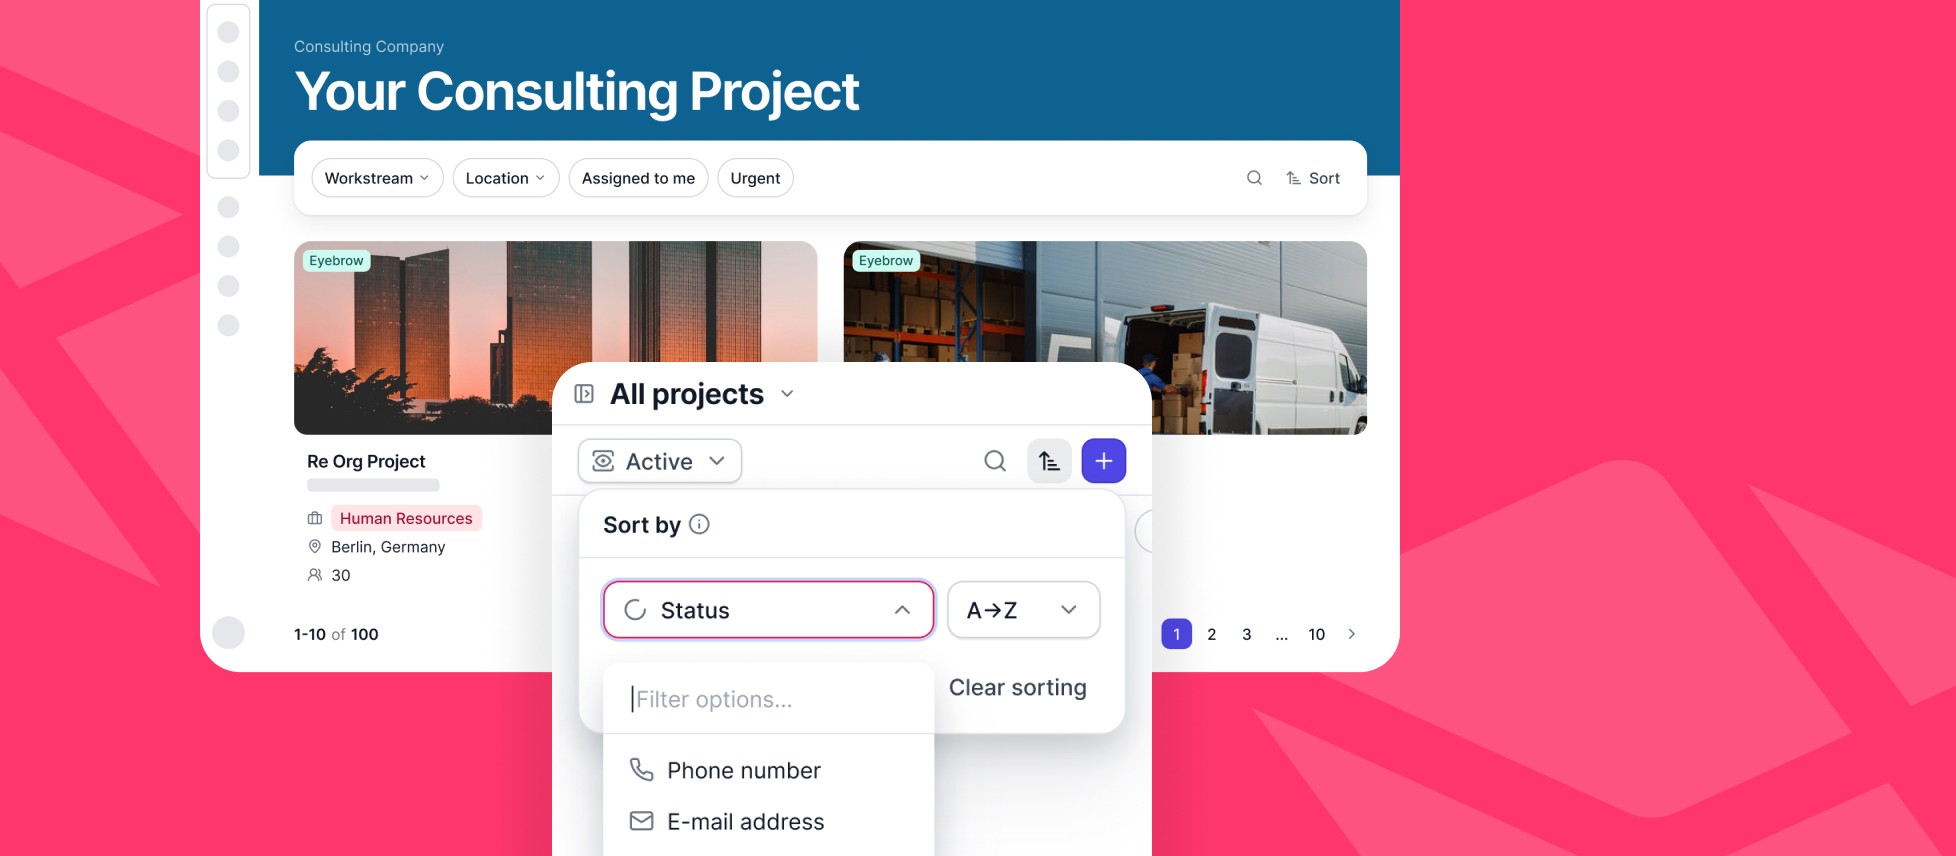 Consulting Company
Your Consulting Project
Workstream
Location
Assigned to me
Urgent
Sort
Eyebrow
Eyebrow
Re Org Project
Human Resources
Berlin, Germany
30
1-10 of 100
All projects
Active
Sort by
Status
A→Z
Clear sorting
Filter options...
Phone number
E-mail address
1 2 3 ... 10